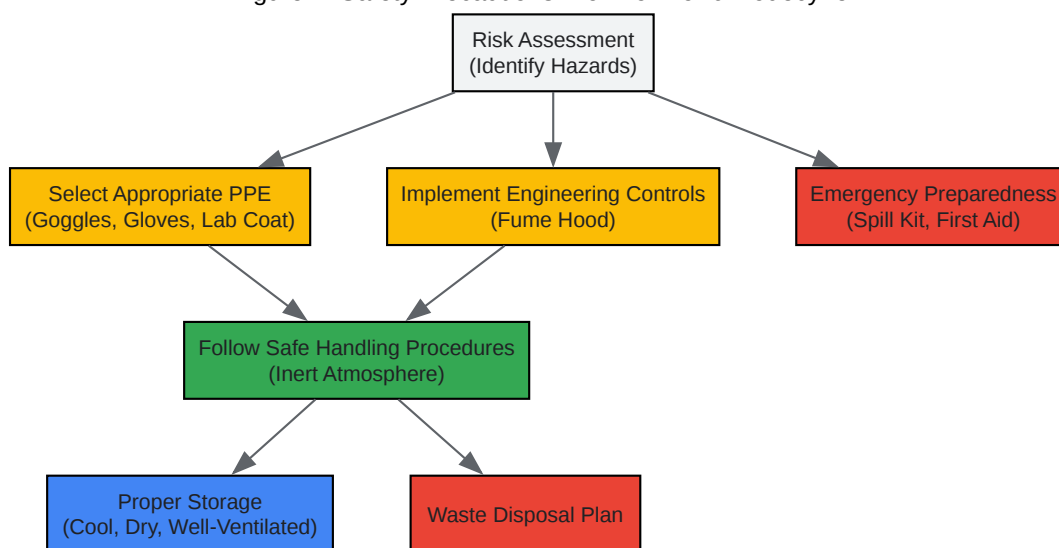 Risk Assessment
(Identify Hazards)
Select Appropriate PPE
(Goggles, Gloves, Lab Coat)
Implement Engineering Controls
(Fume Hood)
Emergency Preparedness
(Spill Kit, First Aid)
Follow Safe Handling Procedures
(Inert Atmosphere)
Proper Storage
(Cool, Dry, Well-Ventilated)
Waste Disposal Plan